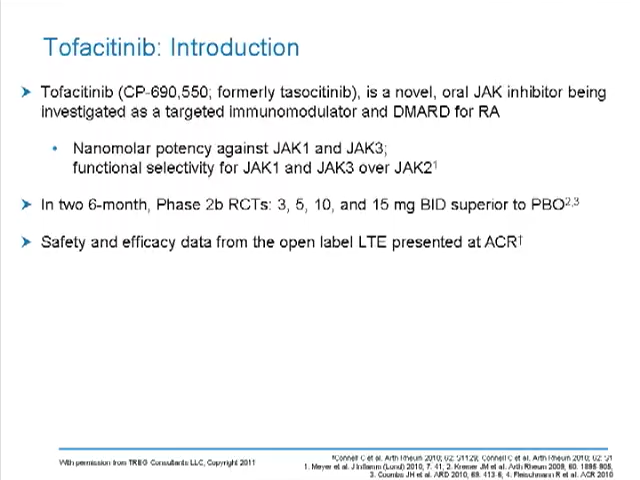 Tofacitinib: Introduction
➤ Tofacitinib (CP-690,550; formerly tasocitinib), is a novel, oral JAK inhibitor being
investigated as a targeted immunomodulator and DMARD for RA
• Nanomolar potency against JAK1 and JAK3;
functional selectivity for JAK1 and JAK3 over JAK2¹
➤ In two 6-month, Phase 2b RCTs: 3, 5, 10, and 15 mg BID superior to PBO²,³
➤ Safety and efficacy data from the open label LTE presented at ACR†
With permission from TREG Consultants LLC, Copyright 2011
Connell C et al. Arth Rheum 2010; 62: Connell C et al. Arth Rheum 2010; 62:
1. Meyer et al. J Inflamm (Lond) 2010, 7: 41; 2. Kremer JM et al. Arth Rheum 2009, 60: 1895-905,
3. Coombs JH et al. ARD 2010, 69: 413-6, 4. Fleischmann R et al. ACR 2010